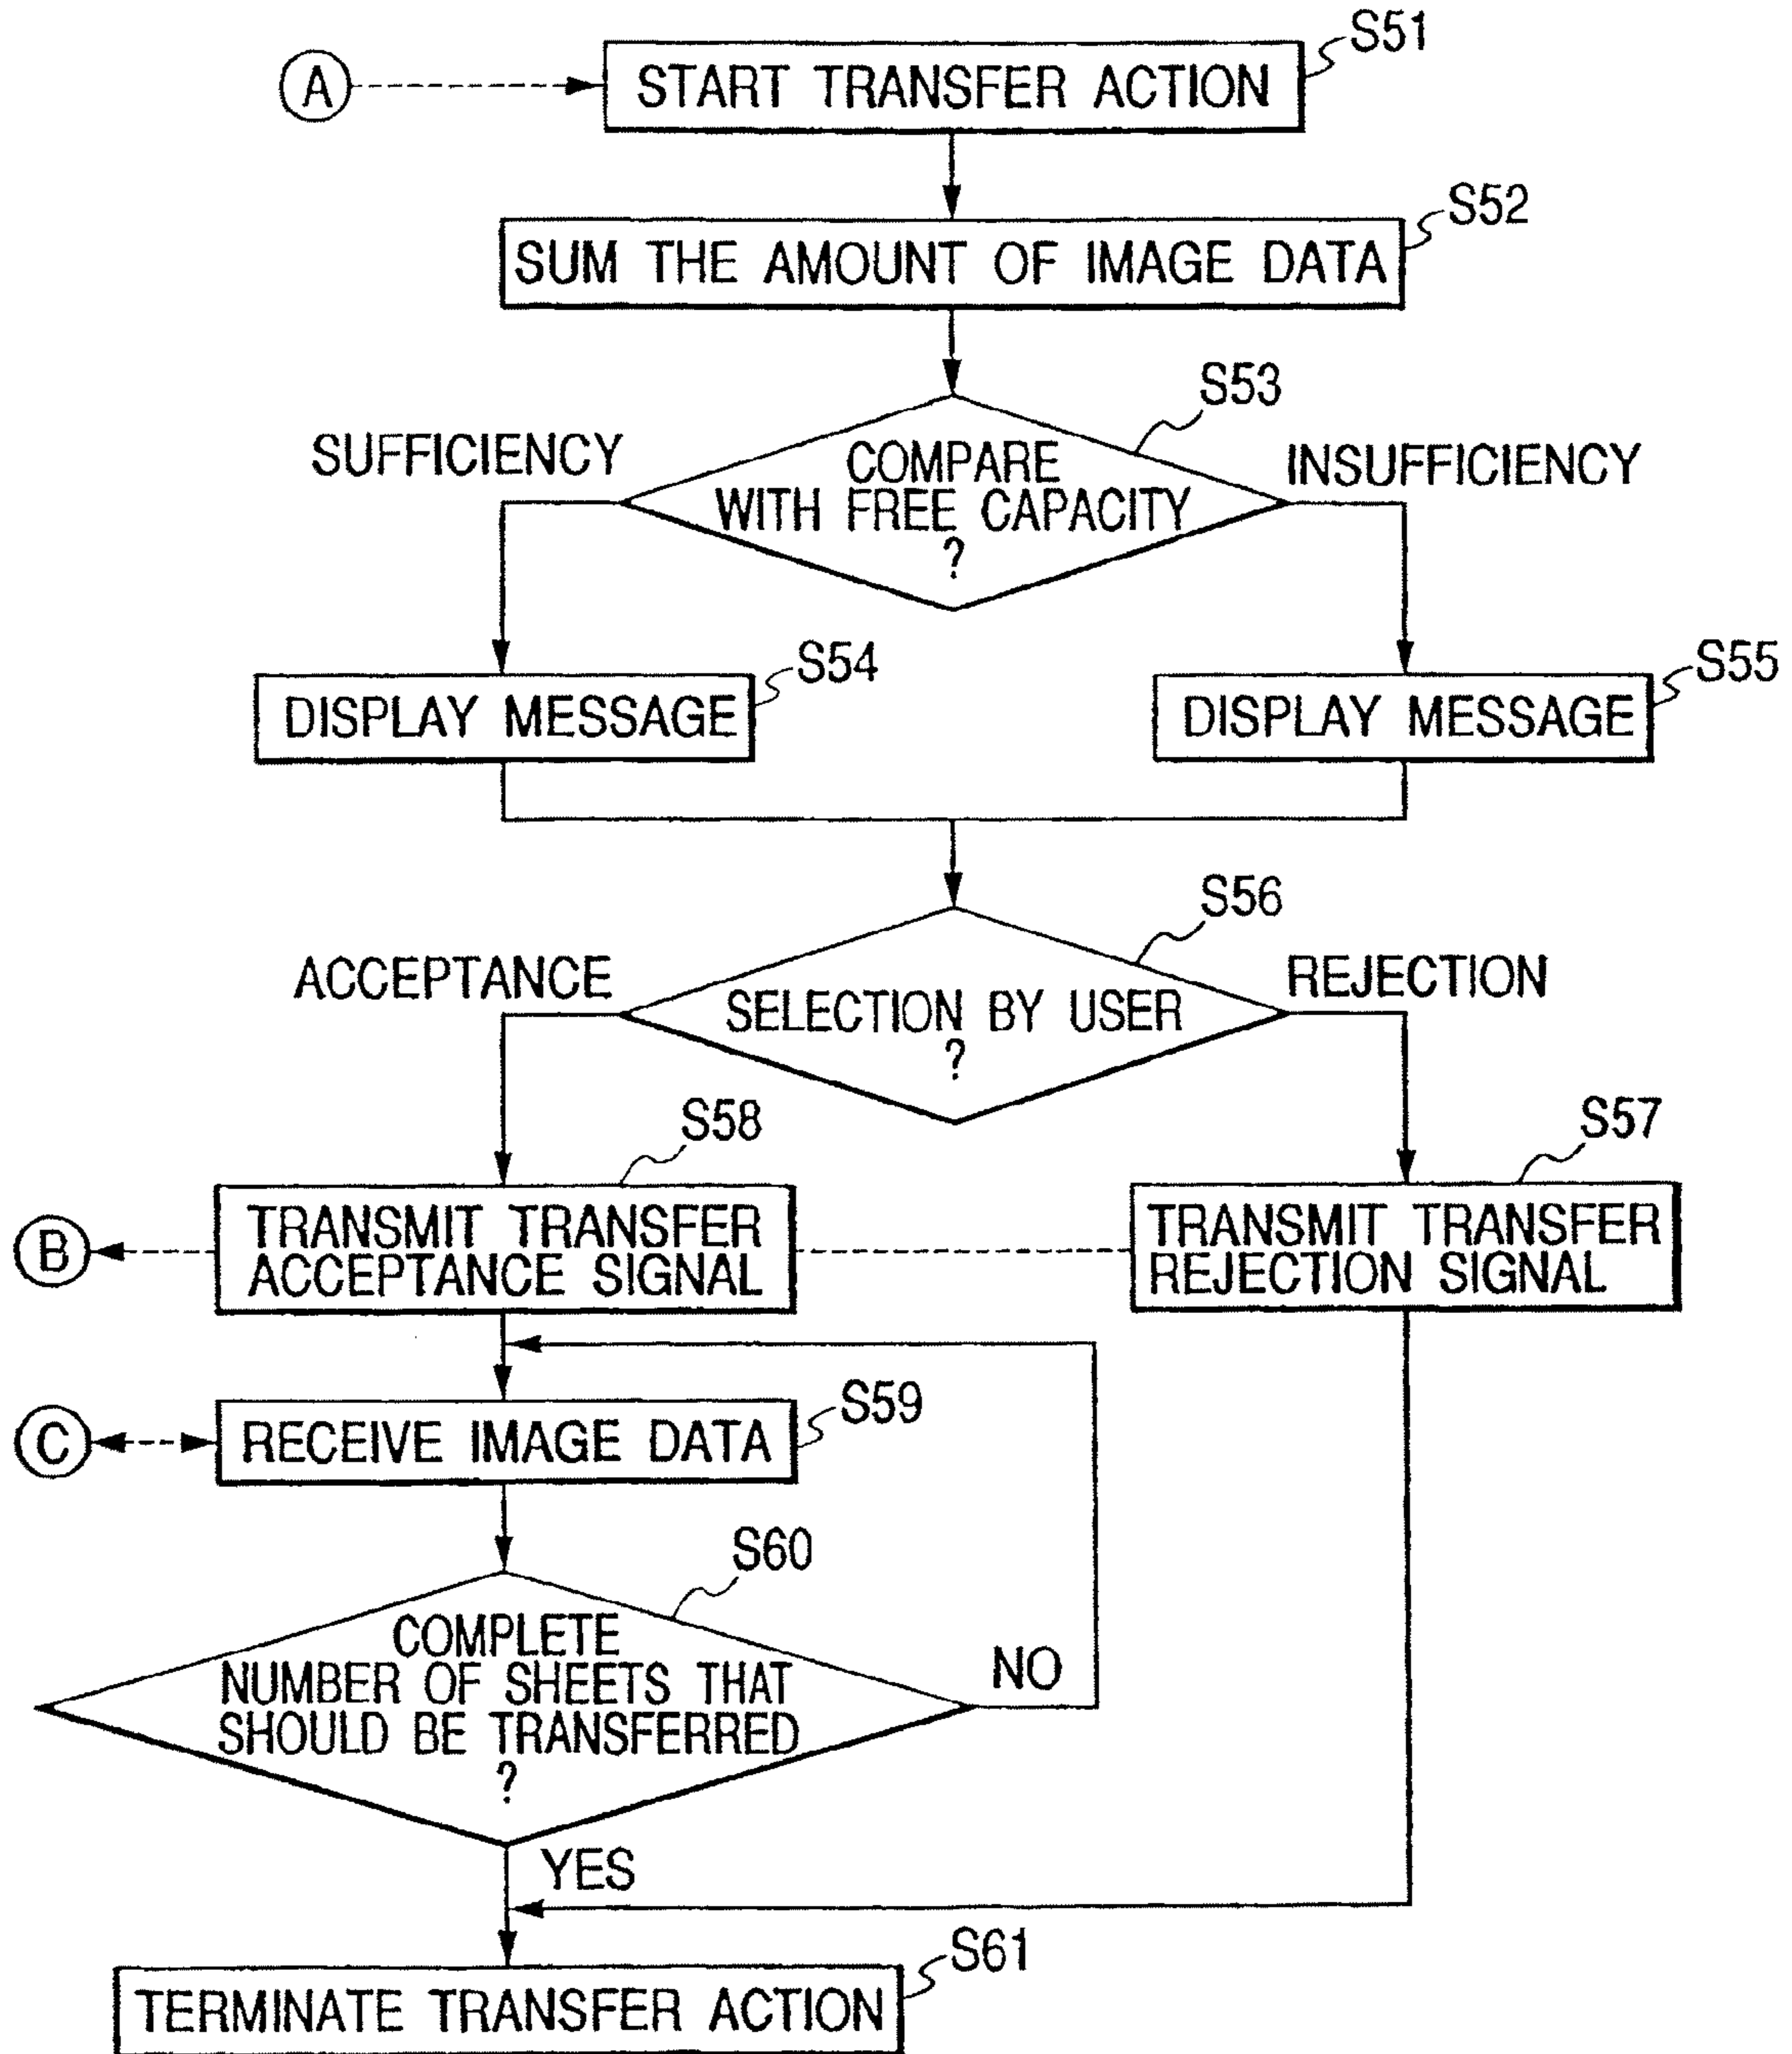 S51
A
START TRANSFER ACTION
S52
SUM THE AMOUNT OF IMAGE DATA
S53
SUFFICIENCY
COMPARE
WITH FREE CAPACITY
?
INSUFFICIENCY
S54
DISPLAY MESSAGE
S55
DISPLAY MESSAGE
S56
ACCEPTANCE
SELECTION BY USER
?
REJECTION
S58
S57
B
TRANSMIT TRANSFER
ACCEPTANCE SIGNAL
TRANSMIT TRANSFER
REJECTION SIGNAL
S59
C
RECEIVE IMAGE DATA
S60
COMPLETE
NUMBER OF SHEETS THAT
SHOULD BE TRANSFERRED
?
NO
YES
S61
TERMINATE TRANSFER ACTION